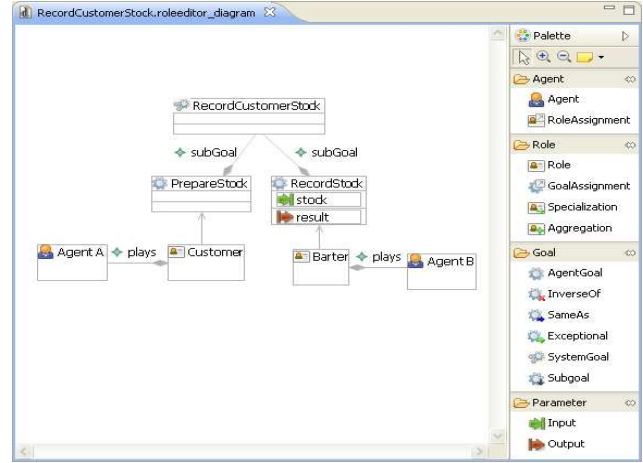 RecordCustomerStock.roleeditor_diagram
RecordCustomerStock
subGoal
subGoal
PrepareStock
RecordStock
stock
result
Agent A
plays
Customer
Barter
plays
Agent B
Palette
Agent
Agent
RoleAssignment
Role
Role
GoalAssignment
Specialization
Aggregation
Goal
AgentGoal
InverseOf
SameAs
Exceptional
SystemGoal
Subgoal
Parameter
Input
Output